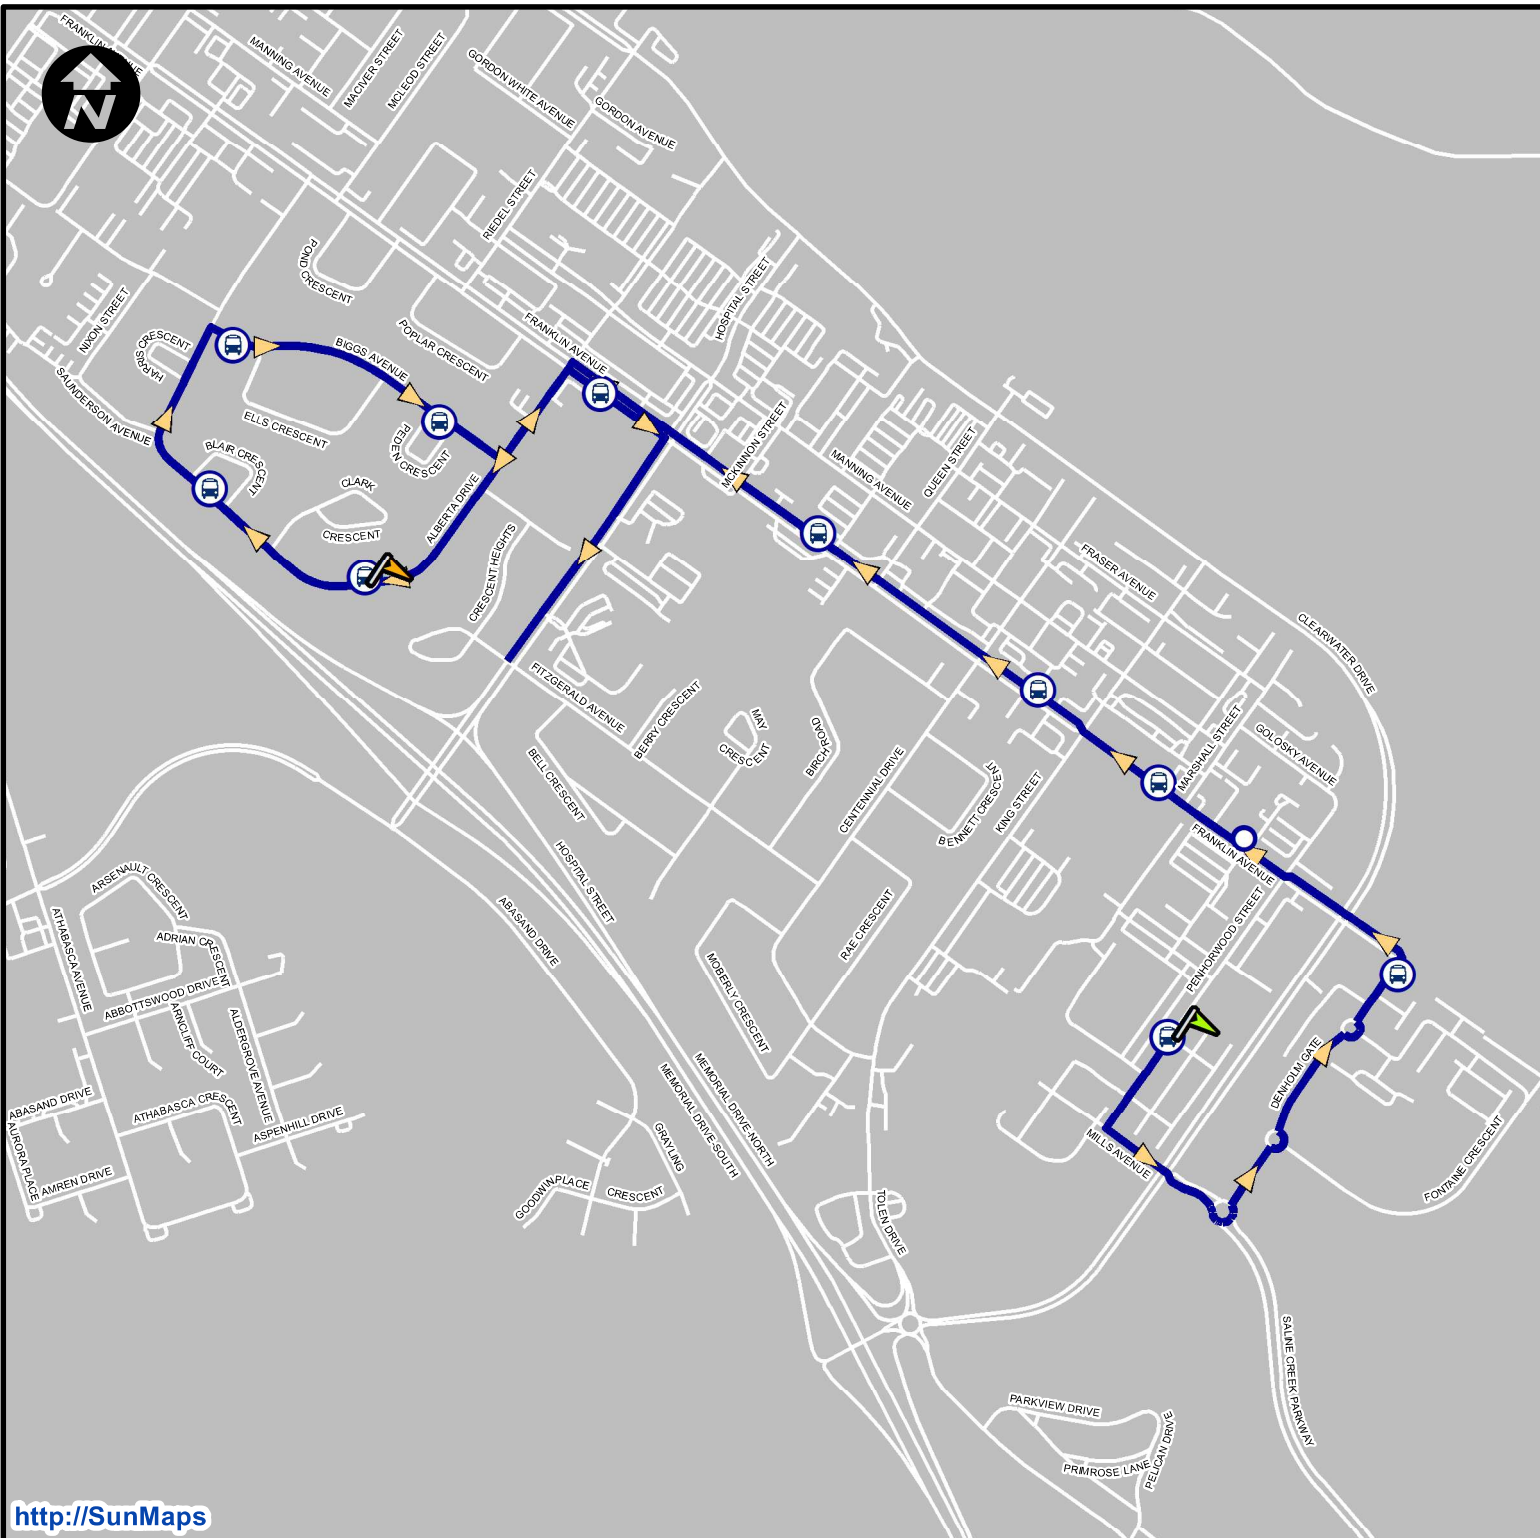 FRANKLIN AVENUE
MANNING AVENUE
MACIVER STREET
MCLEOD STREET
GORDON WHITE AVENUE
GORDON AVENUE
N
RIEDEL STREET
POND CRESCENT
HOSPITAL STREET
NIXON STREET
HARRIS CRESCENT
BIGGS AVENUE
POPLAR CRESCENT
FRANKLIN AVENUE
SAUNDERSON AVENUE
ELLS CRESCENT
PEDEN CRESCENT
MCKINNON STREET
BLAIR CRESCENT
CLARK
CRESCENT
ALBERTA DRIVE
MANNING AVENUE
QUEEN STREET
CRESCENT HEIGHTS
FRASER AVENUE
CLEARWATER DRIVE
FITZGERALD AVENUE
BERRY CRESCENT
MAY
CRESCENT
BIRCH ROAD
BELL CRESCENT
CENTENNIAL DRIVE
BENNETT CRESCENT
KING STREET
MARSHALL STREET
GOLOSKY AVENUE
FRANKLIN AVENUE
HOSPITAL STREET
ARSENAULT CRESCENT
ATHABASCA AVENUE
ADRIAN CRESCENT
ABASAND DRIVE
RAE CRESCENT
PENHORWOOD STREET
ABBOTTSWOOD DRIVE
MOBERLY CRESCENT
ARNCLIFF COURT
ALDERGROVE AVENUE
DENHOLM GATE
MEMORIAL DRIVE-NORTH
MEMORIAL DRIVE-SOUTH
ABASAND DRIVE
ATHABASCA CRESCENT
ASPENHILL DRIVE
AURORA PLACE
AMREN DRIVE
GRAYLING
CRESCENT
GOODWIN PLACE
MILLS AVENUE
FONTAINE CRESCENT
TOLEN DRIVE
SALINE CREEK PARKWAY
PARKVIEW DRIVE
PRIMROSE LANE
PELICAN DRIVE
http://SunMaps